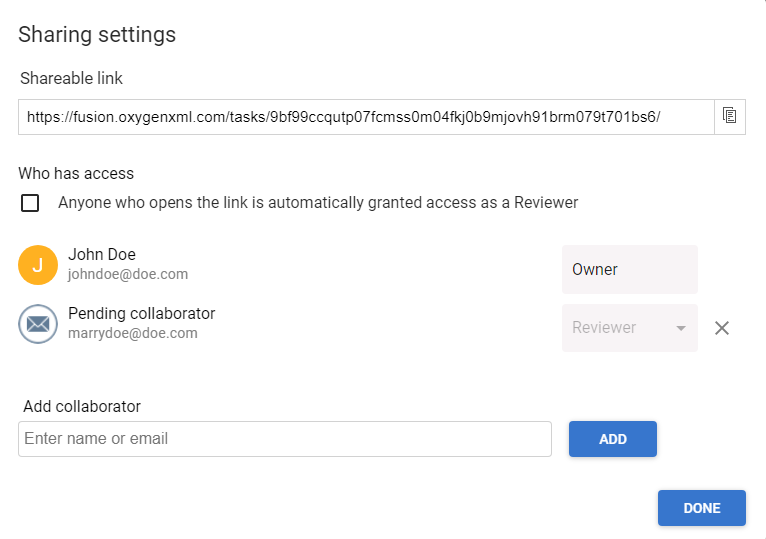 Sharing settings
Shareable link
https://fusion.oxygenxml.com/tasks/9bf99ccqutp07fcmss0m04fkj0b9mjovh91brm079t701bs6/
Who has access
Anyone who opens the link is automatically granted access as a Reviewer
J
John Doe
johndoe@doe.com
Owner
Pending collaborator
marrydoe@doe.com
Reviewer
Add collaborator
Enter name or email
ADD
DONE